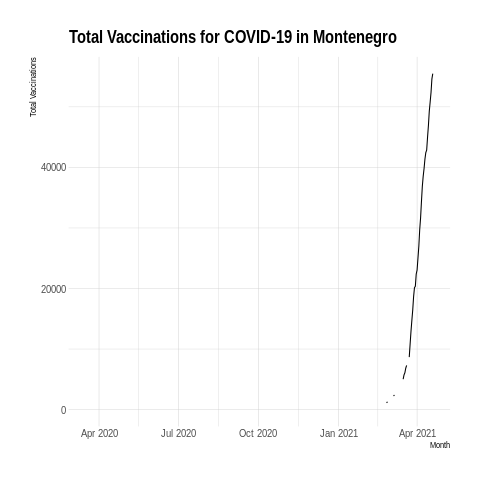 Total Vaccinations for COVID-19 in Montenegro
Total Vaccinations
40000
20000
0
Apr 2020 Jul 2020 Oct 2020 Jan 2021 Apr 2021
Month